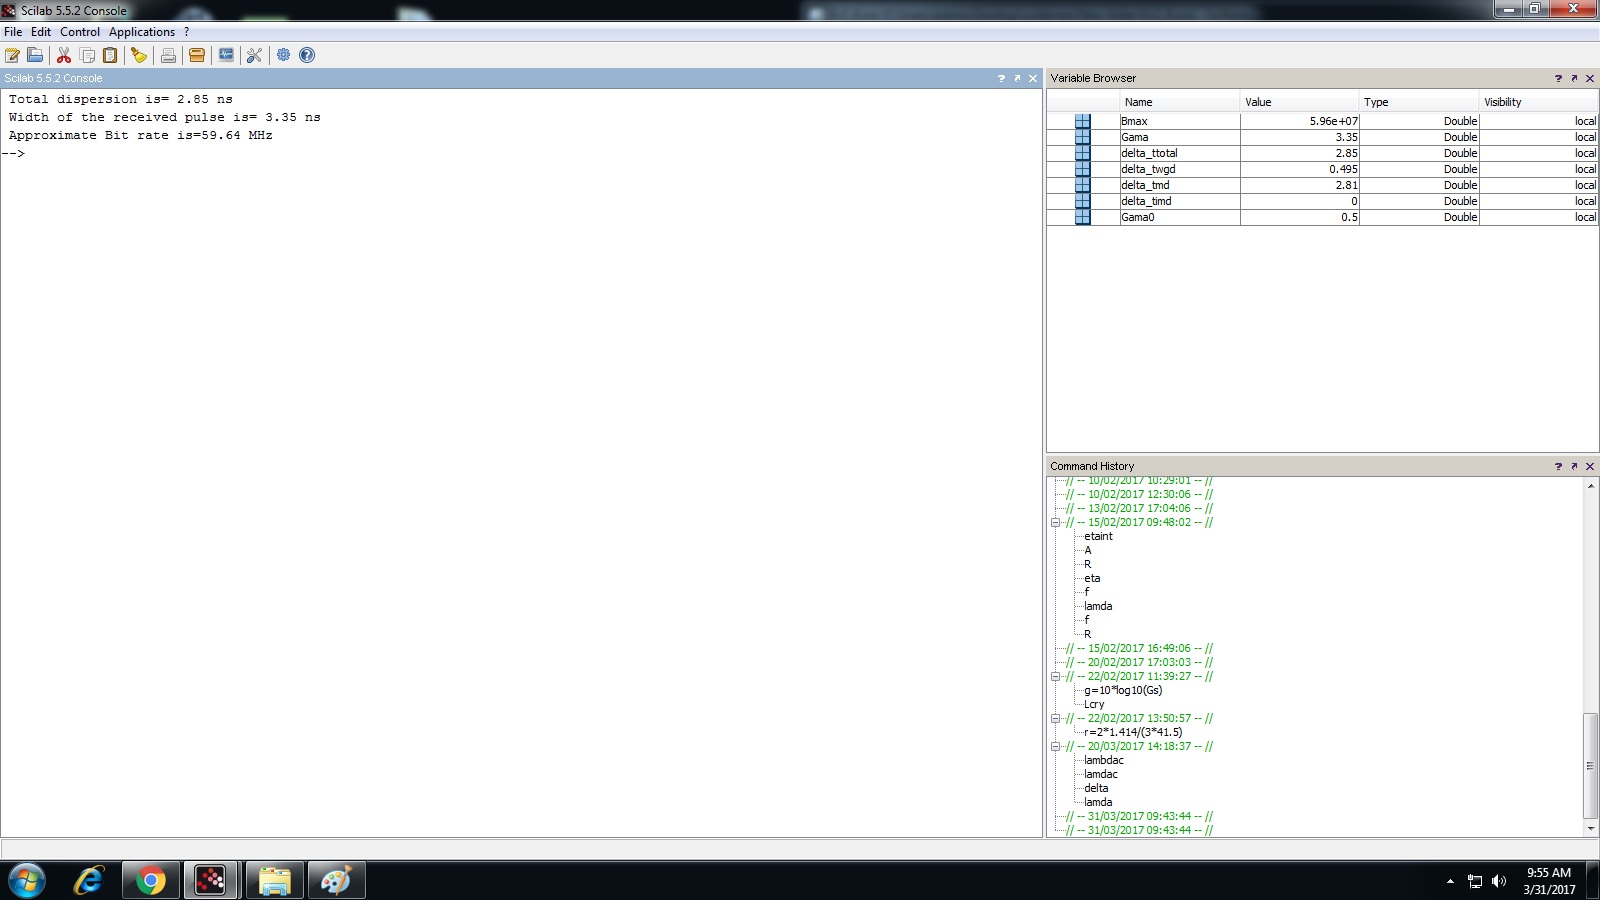 Scilab 5.5.2 Console
File Edit Control Applications ?
Scilab 5.5.2 Console
Total dispersion is= 2.85 ns
Width of the received pulse is= 3.35 ns
Approximate Bit rate is=59.64 MHz
-->
Variable Browser
Name Value Type Visibility
Bmax 5.96e+07 Double local
Gama 3.35 Double local
delta_ttotal 2.85 Double local
delta_twgd 0.495 Double local
delta_tmd 2.81 Double local
delta_timd 0 Double local
Gama0 0.5 Double local
Command History
// -- 10/02/2017 10:29:01 -- //
// -- 10/02/2017 12:30:06 -- //
// -- 13/02/2017 17:04:06 -- //
// -- 15/02/2017 09:48:02 -- //
etaint
A
R
eta
f
lamda
f
R
// -- 15/02/2017 16:49:06 -- //
// -- 20/02/2017 17:03:03 -- //
// -- 22/02/2017 11:39:27 -- //
g=10*log10(Gs)
Lcry
// -- 22/02/2017 13:50:57 -- //
r=2*1.414/(3*41.5)
// -- 20/03/2017 14:18:37 -- //
lambdac
lamdac
delta
lamda
// -- 31/03/2017 09:43:44 -- //
// -- 31/03/2017 09:43:44 -- //
9:55 AM
3/31/2017